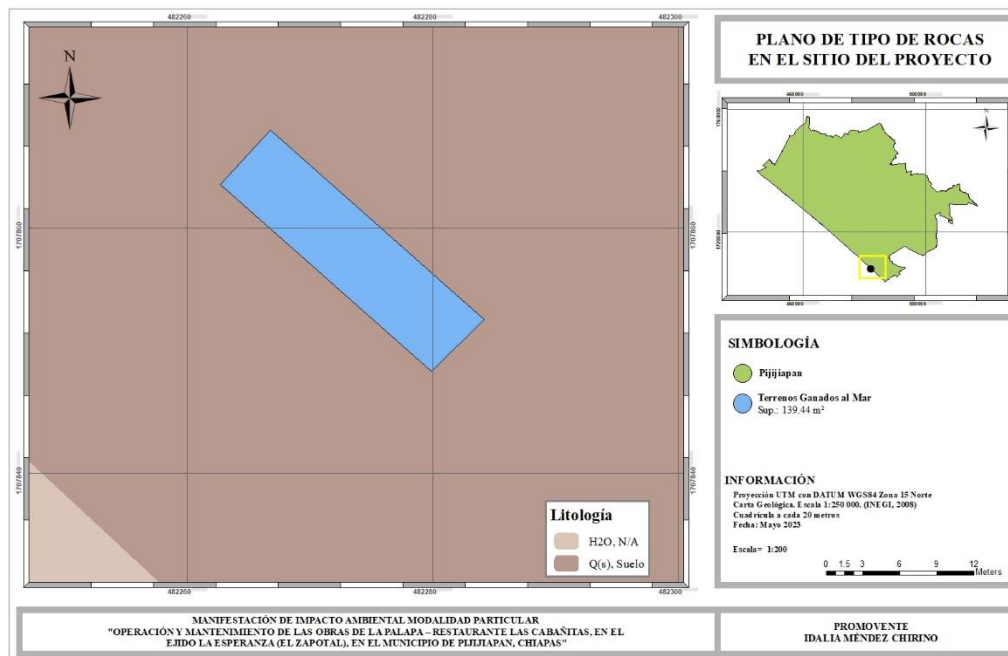 482260
482280
482300
N
1707860
1707840
Litología
H2O, N/A
Q(s), Suelo
PLANO DE TIPO DE ROCAS
EN EL SITIO DEL PROYECTO
SIMBOLOGÍA
Pijijiapan
Terrenos Ganados al Mar
Sup.: 139.44 m²
INFORMACIÓN
Proyección UTM con DATUM WGS84 Zona 15 Norte
Carta Geológica. Escala 1:250 000. (INEGI, 2008)
Cuadrícula a cada 20 metros
Fecha: Mayo 2023
Escala= 1:200
0 1.5 3 6 9 12
Meters
MANIFESTACIÓN DE IMPACTO AMBIENTAL MODALIDAD PARTICULAR
"OPERACIÓN Y MANTENIMIENTO DE LAS OBRAS DE LA PALAPA – RESTAURANTE LAS CABAÑITAS, EN EL
EJIDO LA ESPERANZA (EL ZAPOTAL), EN EL MUNICIPIO DE PIJIJIAPAN, CHIAPAS"
PROMOVENTE
IDALIA MÉNDEZ CHIRINO
482260
482280
482300